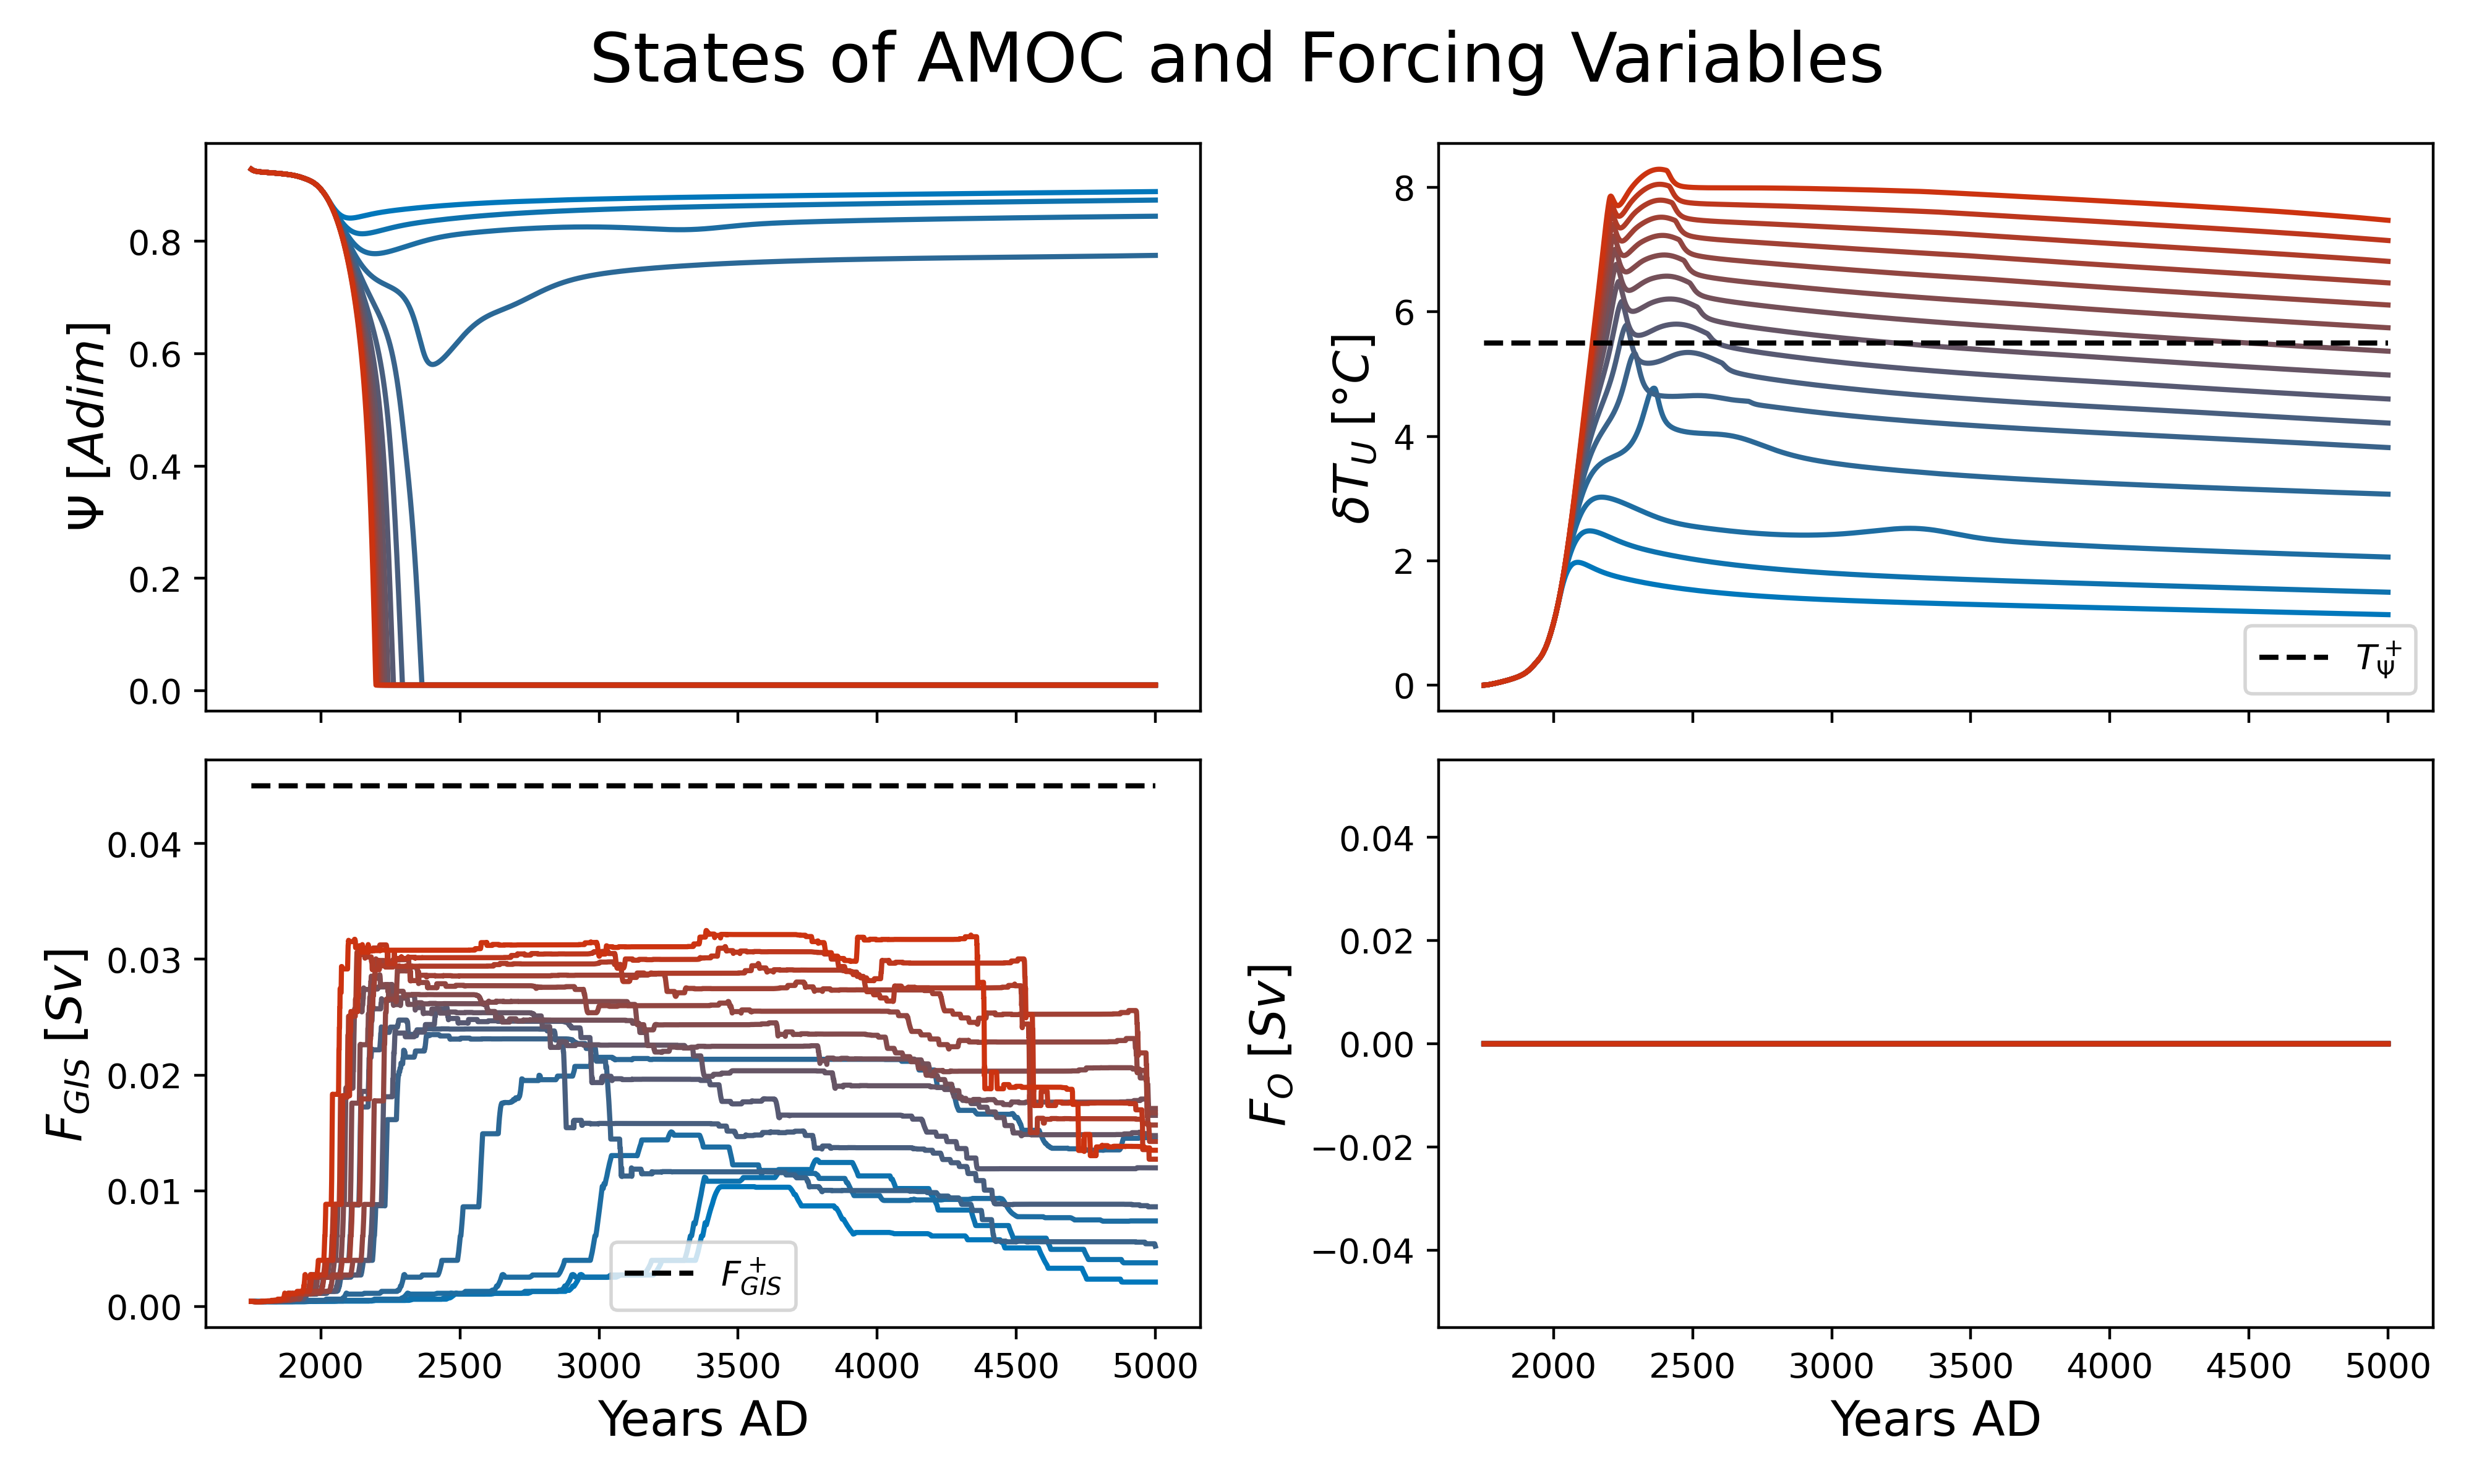 States of AMOC and Forcing Variables
Ψ [Adim]
0.8
0.6
0.4
0.2
0.0
δT_U [°C]
8
6
4
2
0
T_Ψ^+
F_GIS [Sv]
0.04
0.03
0.02
0.01
0.00
F_GIS^+
2000 2500 3000 3500 4000 4500 5000
Years AD
F_O [Sv]
0.04
0.02
0.00
−0.02
−0.04
2000 2500 3000 3500 4000 4500 5000
Years AD